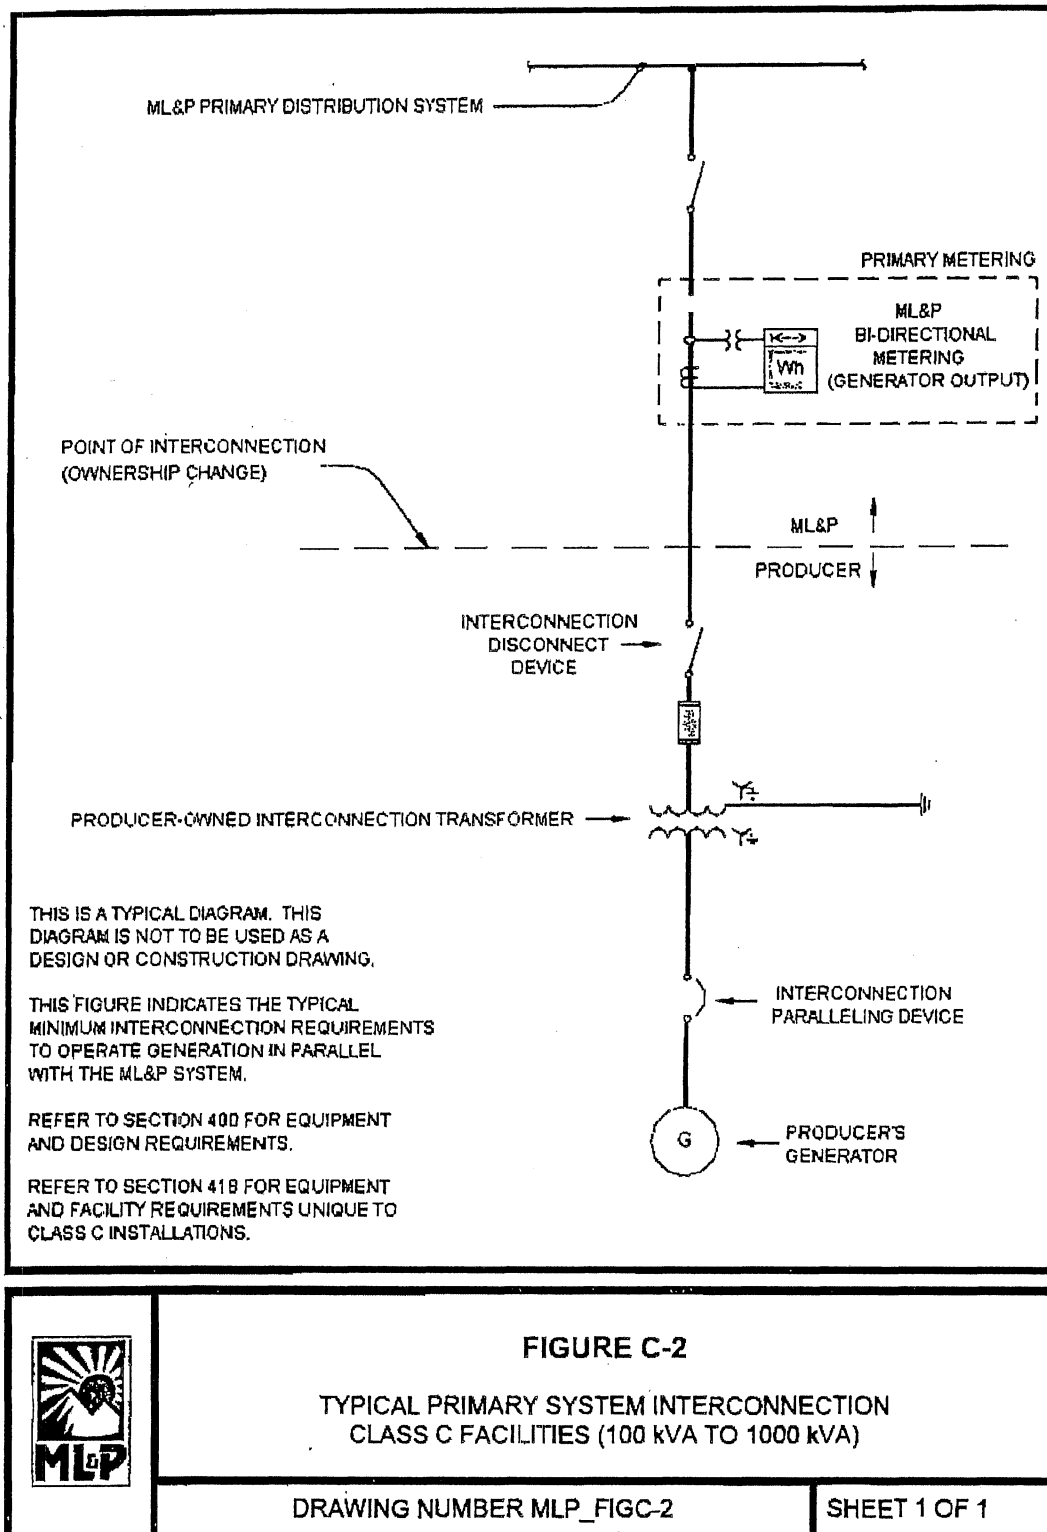 ML&P PRIMARY DISTRIBUTION SYSTEM
PRIMARY METERING
ML&P
BI-DIRECTIONAL
METERING
(GENERATOR OUTPUT)
Wh
POINT OF INTERCONNECTION
(OWNERSHIP CHANGE)
ML&P
PRODUCER
INTERCONNECTION
DISCONNECT
DEVICE
Y
PRODUCER-OWNED INTERCONNECTION TRANSFORMER
Y
THIS IS A TYPICAL DIAGRAM. THIS
DIAGRAM IS NOT TO BE USED AS A
DESIGN OR CONSTRUCTION DRAWING.
THIS FIGURE INDICATES THE TYPICAL
MINIMUM INTERCONNECTION REQUIREMENTS
TO OPERATE GENERATION IN PARALLEL
WITH THE ML&P SYSTEM.
REFER TO SECTION 400 FOR EQUIPMENT
AND DESIGN REQUIREMENTS.
REFER TO SECTION 418 FOR EQUIPMENT
AND FACILITY REQUIREMENTS UNIQUE TO
CLASS C INSTALLATIONS.
INTERCONNECTION
PARALLELING DEVICE
G
PRODUCER'S
GENERATOR
ML&P
FIGURE C-2
TYPICAL PRIMARY SYSTEM INTERCONNECTION
CLASS C FACILITIES (100 kVA TO 1000 kVA)
DRAWING NUMBER MLP_FIGC-2
SHEET 1 OF 1